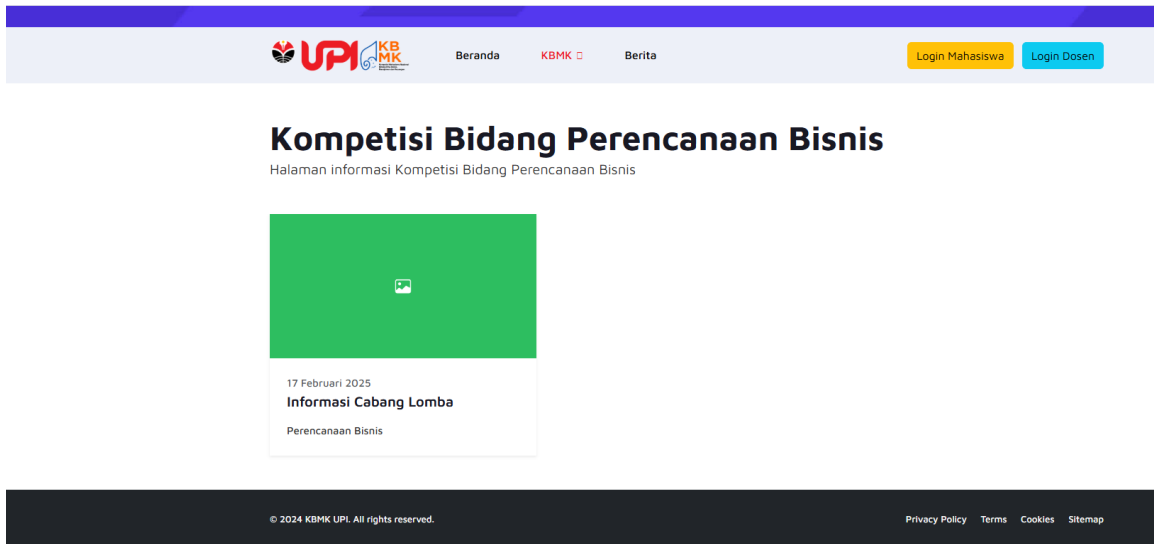 UPI KB
MK
Beranda KBMK Berita Login Mahasiswa Login Dosen
Kompetisi Bidang Perencanaan Bisnis
Halaman informasi Kompetisi Bidang Perencanaan Bisnis
17 Februari 2025
Informasi Cabang Lomba
Perencanaan Bisnis
© 2024 KBMK UPI. All rights reserved. Privacy Policy Terms Cookies Sitemap